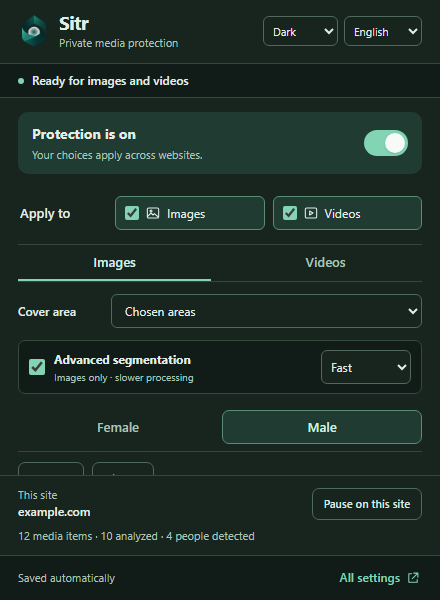 Sitr
Private media protection
Dark
English
Ready for images and videos
Protection is on
Your choices apply across websites.
Apply to
Images
Videos
Images
Videos
Cover area
Chosen areas
Advanced segmentation
Images only · slower processing
Fast
Female
Male
This site
example.com
Pause on this site
12 media items · 10 analyzed · 4 people detected
Saved automatically
All settings